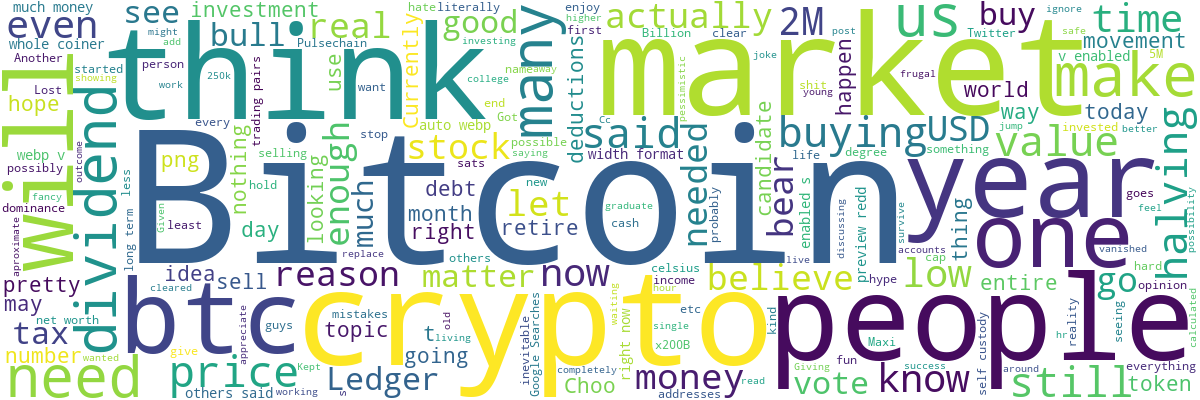 much money
even
whole coiner
Another
started
showing
Lost
hope
webp v
possibly
will
think
market
Bitcoin
crypto
people
btc
year
one
see
investment
bull
Pulsechain
person
might
add
work
250k
real
use
want
trading pairs
hate
literally
good
investing
Currently
name
away
college
first
enjoy
higher
Billion
actually
clear
joke
pessimistic
Twitter
post
2M
us
buy
young
shit
happen
frugal
ignore
safe
5M
time
movement
v enabled
make
world
way
today
jump
invested
better
value
something
degree
life
candidate
buying
USD
bear
enabled s
preview redd
discussing
survive
accounts
cap
thing
vanished
goes
feel
possibility
halving
many
deductions
said
width format
needed
probably
end
Got
auto webp
possible
saying
stock
stop
sats
every
selling
png
nothing
hold
looking
enough
much
debt
new
graduate
cash
let
month
right
retire
day
Given
least
less
long term
outcome
fancy
dominance
approximate
dividend
pretty
may
cleared
replace
others
idea
sell
reason
matter
now
believe
low
entire
go
hard
opinion
live
hype
celsius
income
hour
etc
kind
single
x200B
right now
waiting
inevitable
Google Searches
tax
net worth
number
wanted
need
give
price
others said
working
appreciate
guys
mistakes
topic
old
t
living
going
Kept
Ledger
s
completely
Choo
money
addresses
read
fun
Giving
vote
Maxi
success
know
self custody
around
reality
hr
seeing
still
calculated
everything
token
Cc